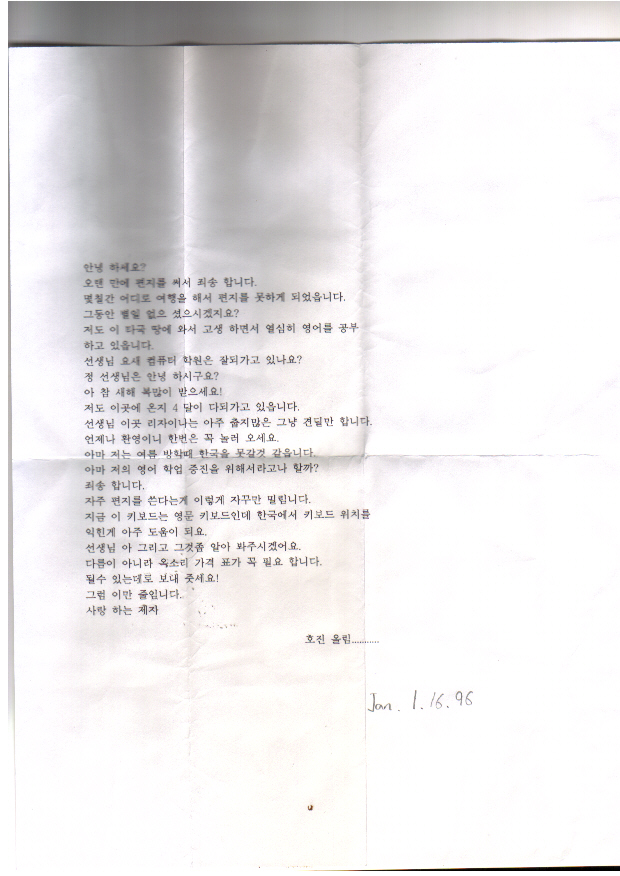 안녕 하세요?
오랜 만에 편지를 써서 죄송 합니다.
몇칠간 어디로 여행을 해서 편지를 못하게 되었읍니다.
그동안 별일 없으 셨으시겠지요?
저도 이 타국 땅에 와서 고생 하면서 열심히 영어를 공부
하고 있읍니다.
선생님 요새 컴퓨터 학원은 잘되가고 있나요?
정 선생님은 안녕 하시구요?
아 참 새해 복많이 받으세요!
저도 이곳에 온지 4 달이 다되가고 있읍니다.
선생님 이곳 리자이나는 아주 춥지많은 그냥 견딜만 합니다.
언제나 환영이니 한번은 꼭 놀러 오세요.
아마 저는 여름 방학때 한국을 못갈것 같읍니다.
아마 저의 영어 학업 증진을 위해서라고나 할까?
죄송 합니다.
자주 편지를 쓴다는게 이렇게 자꾸만 밀립니다.
지금 이 키보드는 영문 키보드인데 한국에서 키보드 위치를
익힌게 아주 도움이 되요.
선생님 아 그리고 그것좀 알아 봐주시겠어요.
다름이 아니라 옥소리 가격 표가 꼭 필요 합니다.
될수 있는데로 보내 줏세요!
그럼 이만 줄입니다.
사랑 하는 제자
호진 올림..........
Jan. 1.16.96